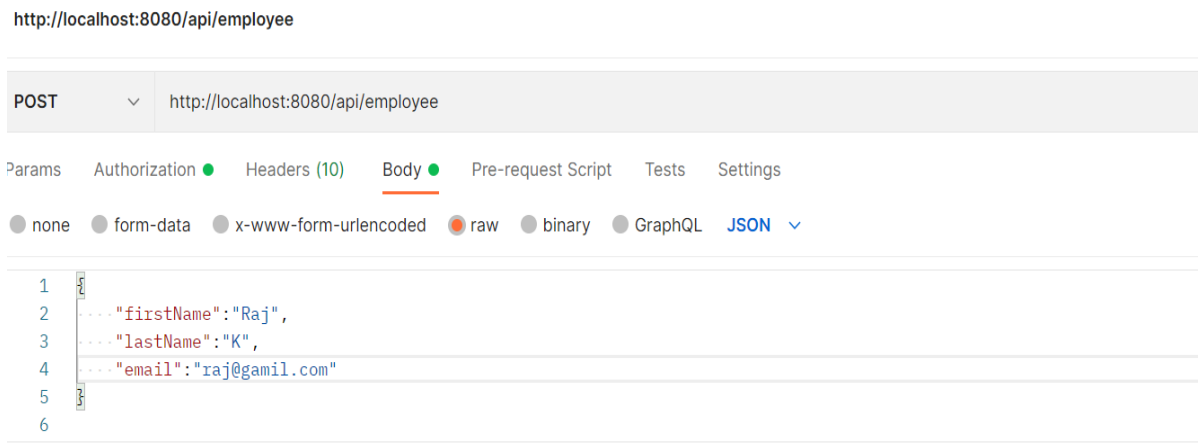 http://localhost:8080/api/employee
POST http://localhost:8080/api/employee
Params Authorization Headers (10) Body Pre-request Script Tests Settings
none form-data x-www-form-urlencoded raw binary GraphQL JSON
1 {
2 ····"firstName":"Raj",
3 ····"lastName":"K",
4 ····"email":"raj@gamil.com"
5 }
6